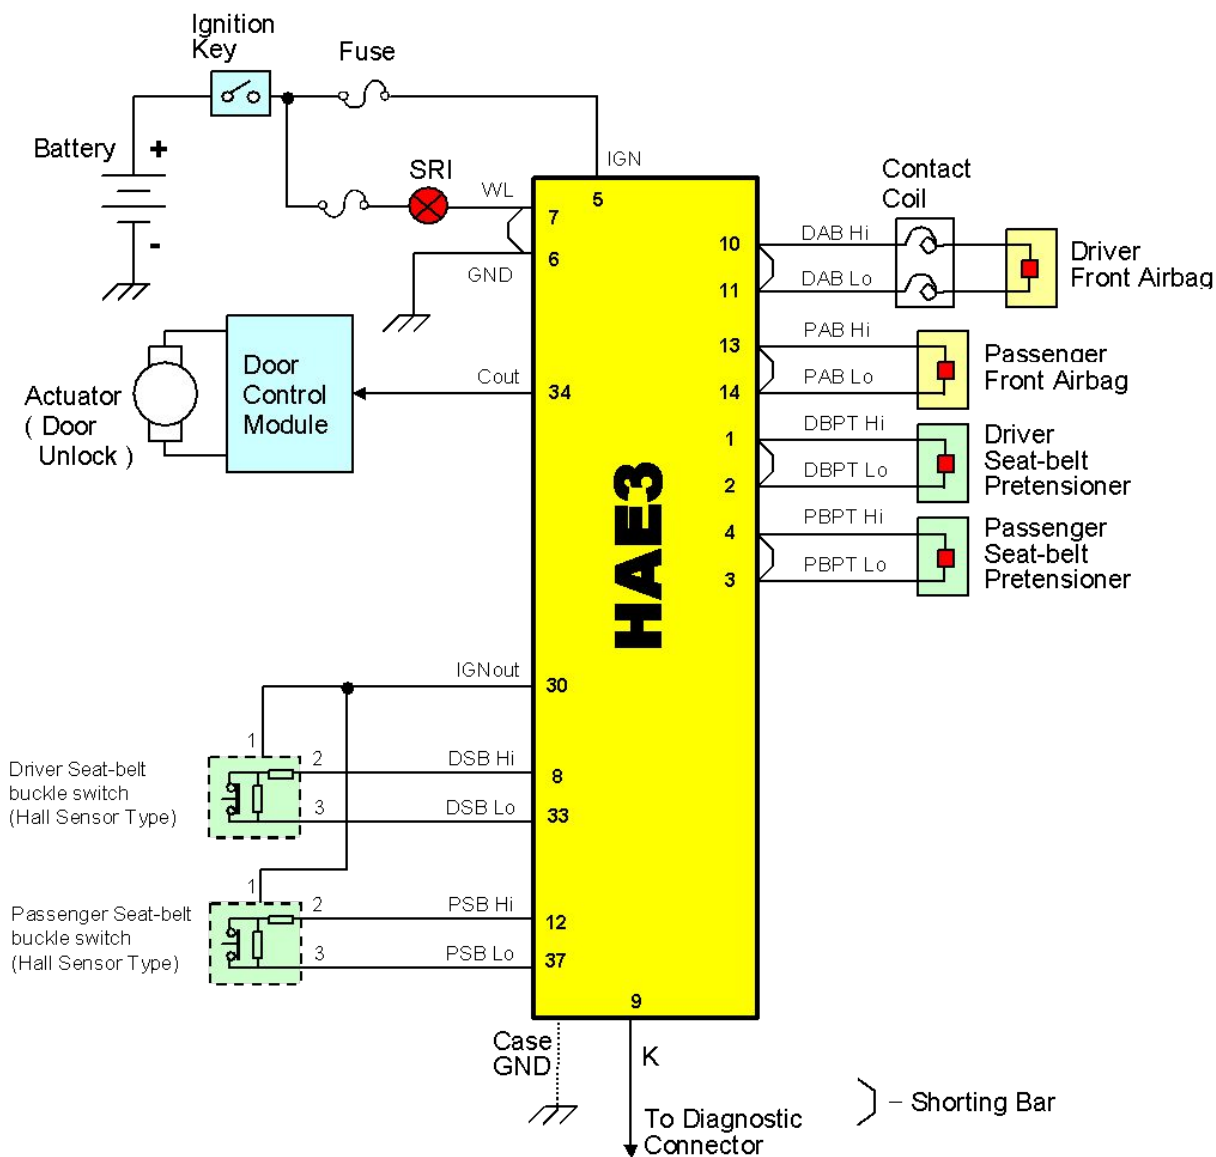 Ignition
Key
Fuse
Battery
+
-
SRI
WL
IGN
5
7
6
GND
Contact
Coil
10
DAB Hi
11
DAB Lo
Driver
Front Airbag
13
PAB Hi
14
PAB Lo
Passenger
Front Airbag
1
DBPT Hi
2
DBPT Lo
Driver
Seat-belt
Pretensioner
4
PBPT Hi
3
PBPT Lo
Passenger
Seat-belt
Pretensioner
Actuator
( Door
Unlock )
Door
Control
Module
Cout
34
HAE3
IGNout
30
1
Driver Seat-belt
buckle switch
(Hall Sensor Type)
2
DSB Hi
8
3
DSB Lo
33
1
Passenger Seat-belt
buckle switch
(Hall Sensor Type)
2
PSB Hi
12
3
PSB Lo
37
9
Case
GND
K
To Diagnostic
Connector
– Shorting Bar